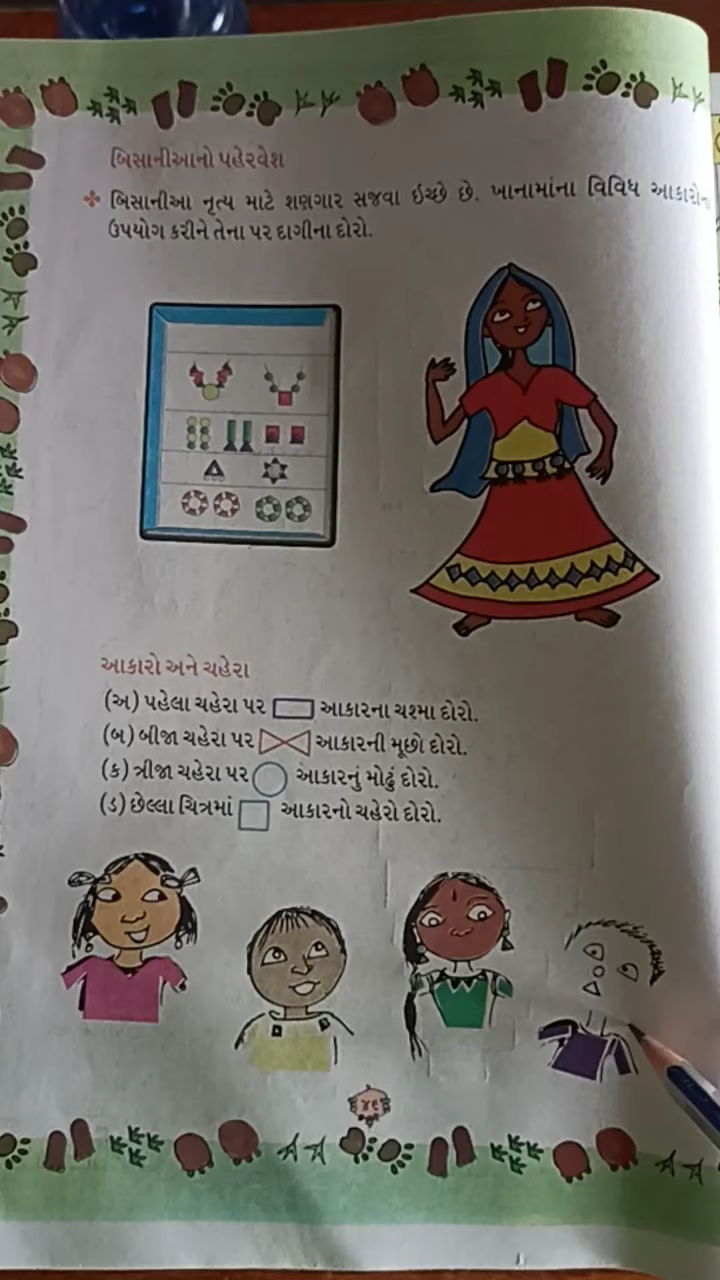 બિસાનીઆનો પહેરવેશ
બિસાનીઆ નૃત્ય માટે શણગાર સજવા ઇચ્છે છે. ખાનામાંના વિવિધ
ઉપયોગ કરીને તેના પર દાગીના દોરો.
આકારો અને ચહેરા
(અ) પહેલા ચહેરા પર આકારના ચશ્મા દોરો.
(બ) બીજા ચહેરા પર આકારની મૂછો દોરો.
(ક) ત્રીજા ચહેરા પર આકારનું મોઢું દોરો.
(ડ) છેલ્લા ચિત્રમાં આકારનો ચહેરો દોરો.